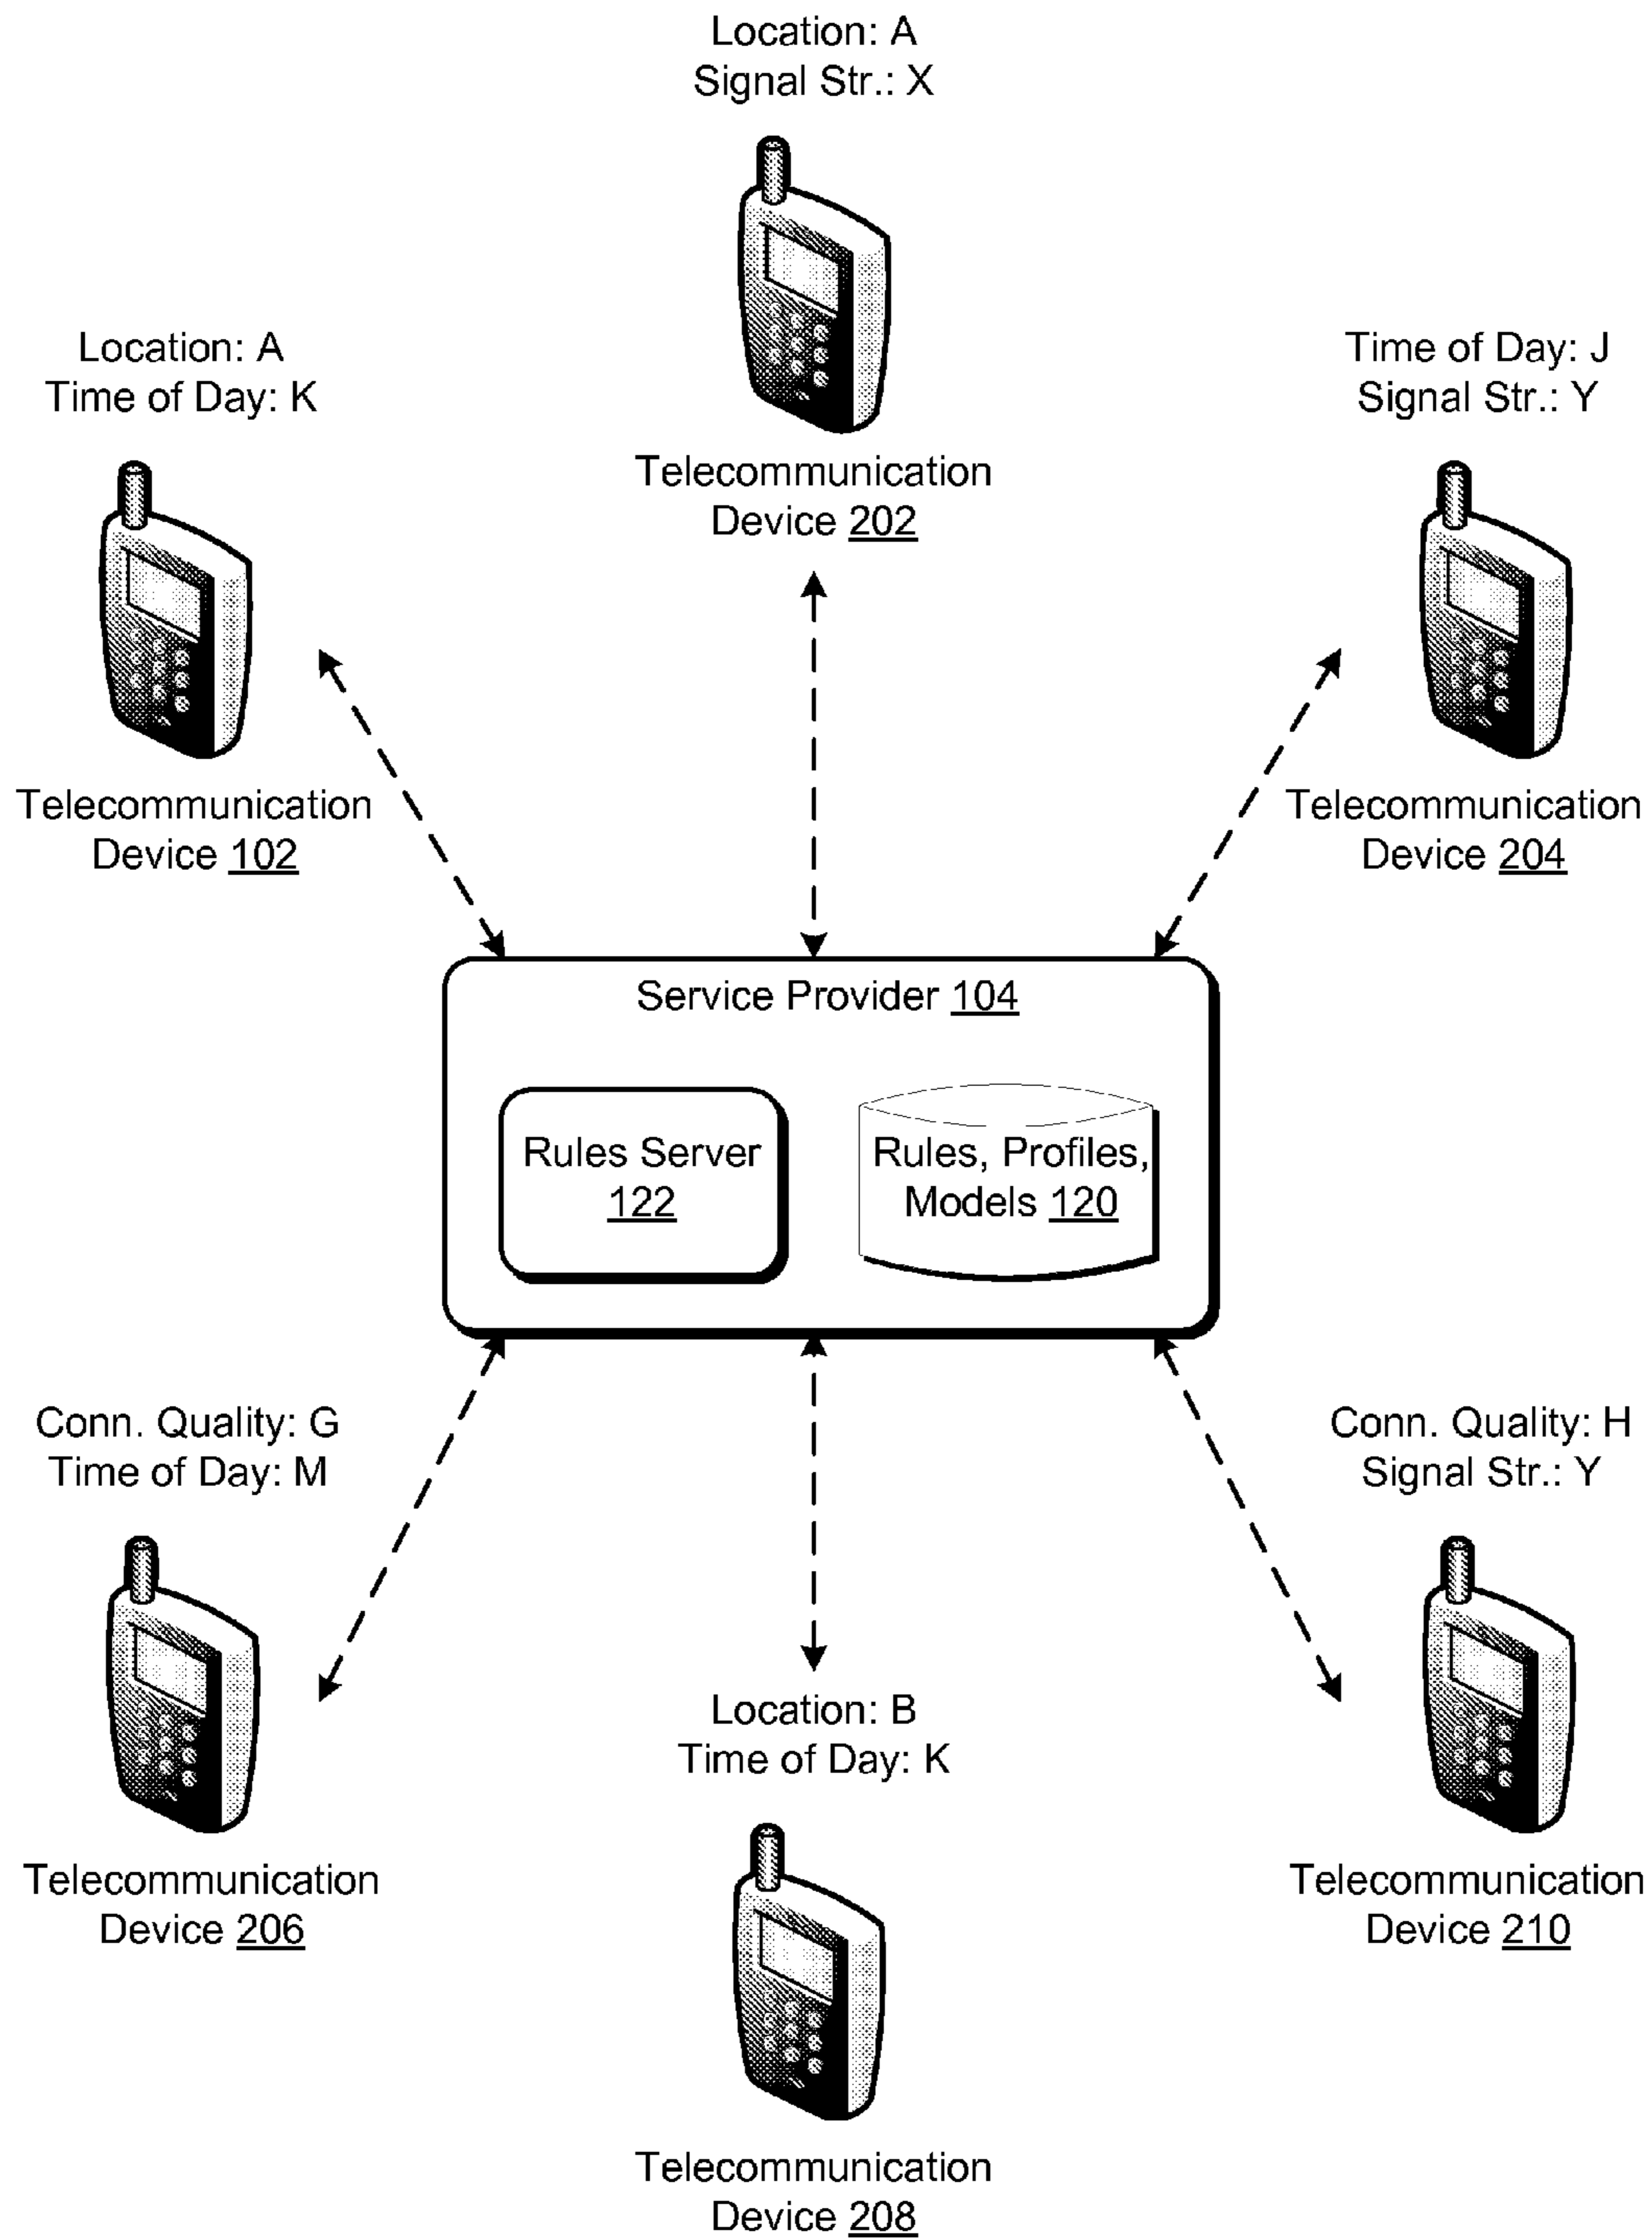 Location: A
Signal Str.: X
Location: A
Time of Day: K
Time of Day: J
Signal Str.: Y
Telecommunication
Device 202
Telecommunication
Device 102
Telecommunication
Device 204
Service Provider 104
Rules Server
122
Rules, Profiles,
Models 120
Conn. Quality: G
Time of Day: M
Conn. Quality: H
Signal Str.: Y
Location: B
Time of Day: K
Telecommunication
Device 206
Telecommunication
Device 210
Telecommunication
Device 208